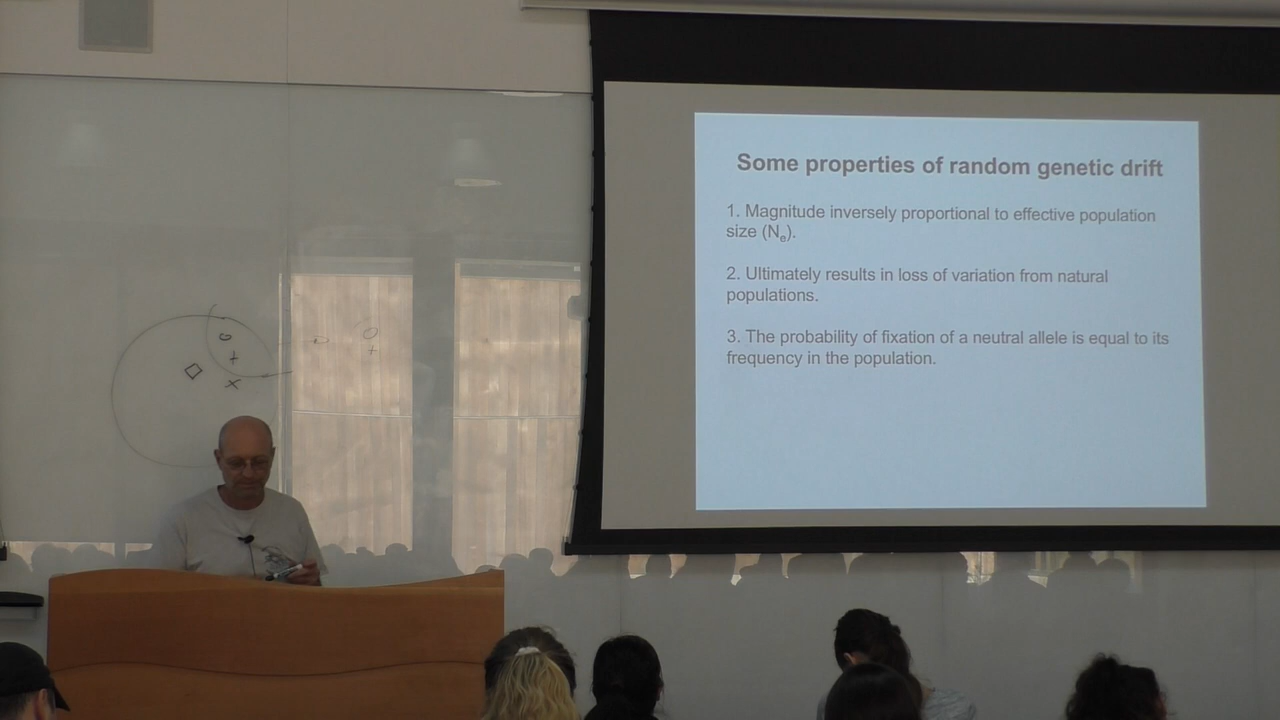 Some properties of random genetic drift
1. Magnitude inversely proportional to effective population
size (Ne).
2. Ultimately results in loss of variation from natural
populations.
3. The probability of fixation of a neutral allele is equal to its
frequency in the population.